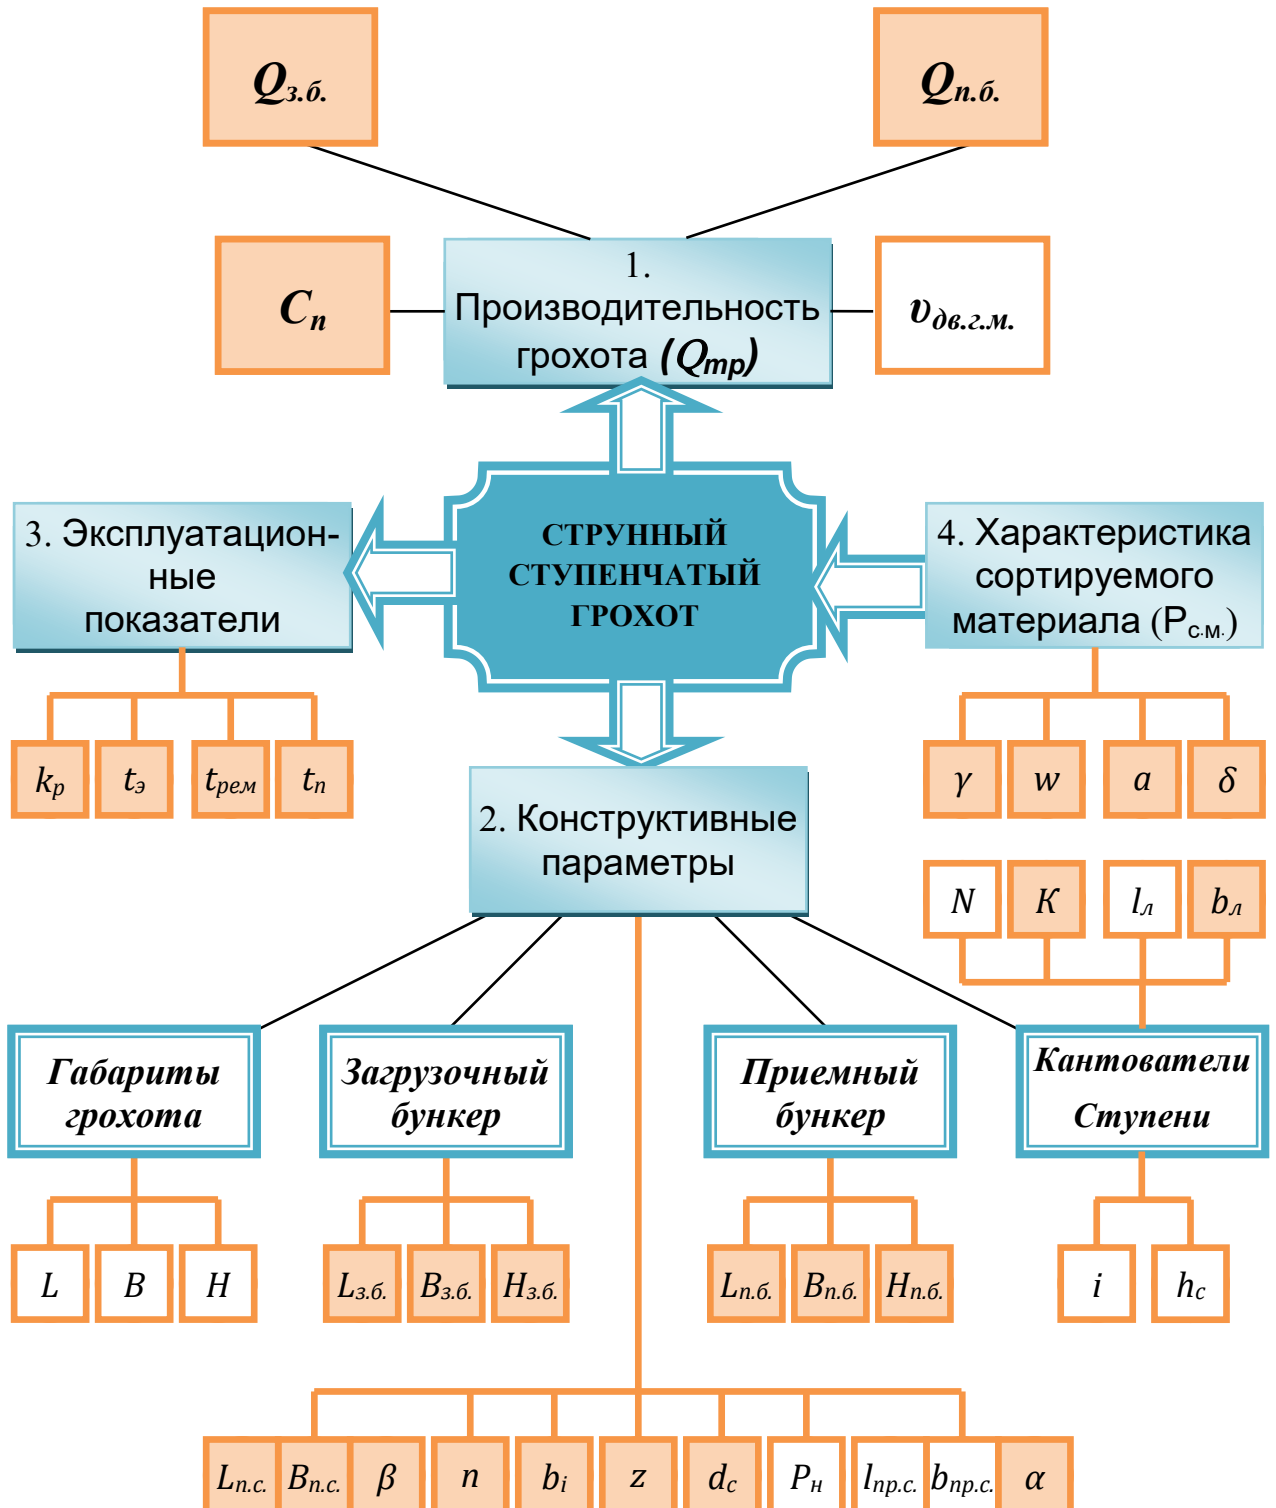 Qз.б.
Qп.б.
Cп
1.
Производительность
грохота (Qтр)
υдв.г.м.
3. Эксплуатацион-
ные
показатели
СТРУННЫЙ
СТУПЕНЧАТЫЙ
ГРОХОТ
4. Характеристика
сортируемого
материала (Рс.м.)
kр
tэ
tрем
tп
γ
w
a
δ
2. Конструктивные
параметры
N
К
lл
bл
Габариты
грохота
Загрузочный
бункер
Приемный
бункер
Кантователи
Ступени
L
B
H
Lз.б.
Bз.б.
Hз.б.
Lп.б.
Bп.б.
Hп.б.
i
hс
Lп.с.
Bп.с.
β
n
bi
z
dс
Pн
lпр.с.
bпр.с.
α